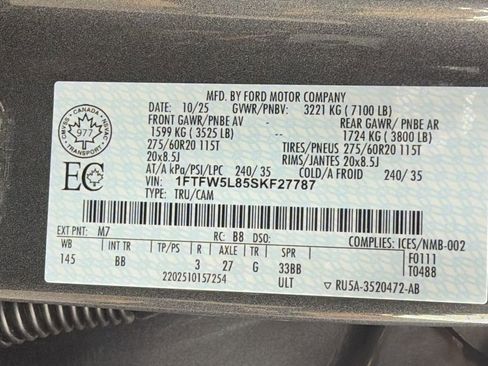 MFD. BY FORD MOTOR COMPANY
DATE: 10/25 GVWR/PNBV: 3221 KG ( 7100 LB)
FRONT GAWR/PNBE AV REAR GAWR/ PNBE AR
1599 KG ( 3525 LB) -- 1724 KG ( 3800 LB)
275/60R20 115T TIRES/PNEUS 275/60R20 115T
20x8.5J RIMS/JANTES 20x8.5J
AT/A kPa/PSI/LPC 240/ 35 COLD/A FROID 240/ 35
VIN: 1FTFW5L85SKF27787
TYPE: TRU/CAM
CANADA
977
TRANSPORT
EC
EXT PNT: M7 RC: B8 DSO: COMPLIES: ICES/NMB-002
WB INT TR TP/PS R AXLE TR SPR F0111
145 BB 3 27 G 33BB T0488
2202510157254 ULT RU5A-3520472-AB